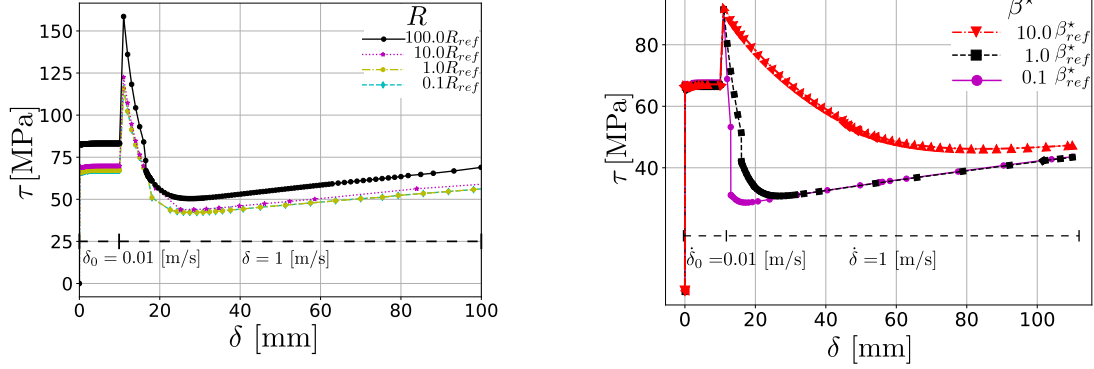 R
100.0R_ref
10.0R_ref
1.0R_ref
0.1R_ref
150
125
100
75
50
25
0
τ[MPa]
δ₀ = 0.01 [m/s]
δ = 1 [m/s]
0 20 40 60 80 100
δ [mm]
β*
10.0 β*_ref
1.0 β*_ref
0.1 β*_ref
80
60
40
τ [MPa]
δ̇₀ =0.01 [m/s]
δ̇ =1 [m/s]
0 20 40 60 80 100
δ [mm]